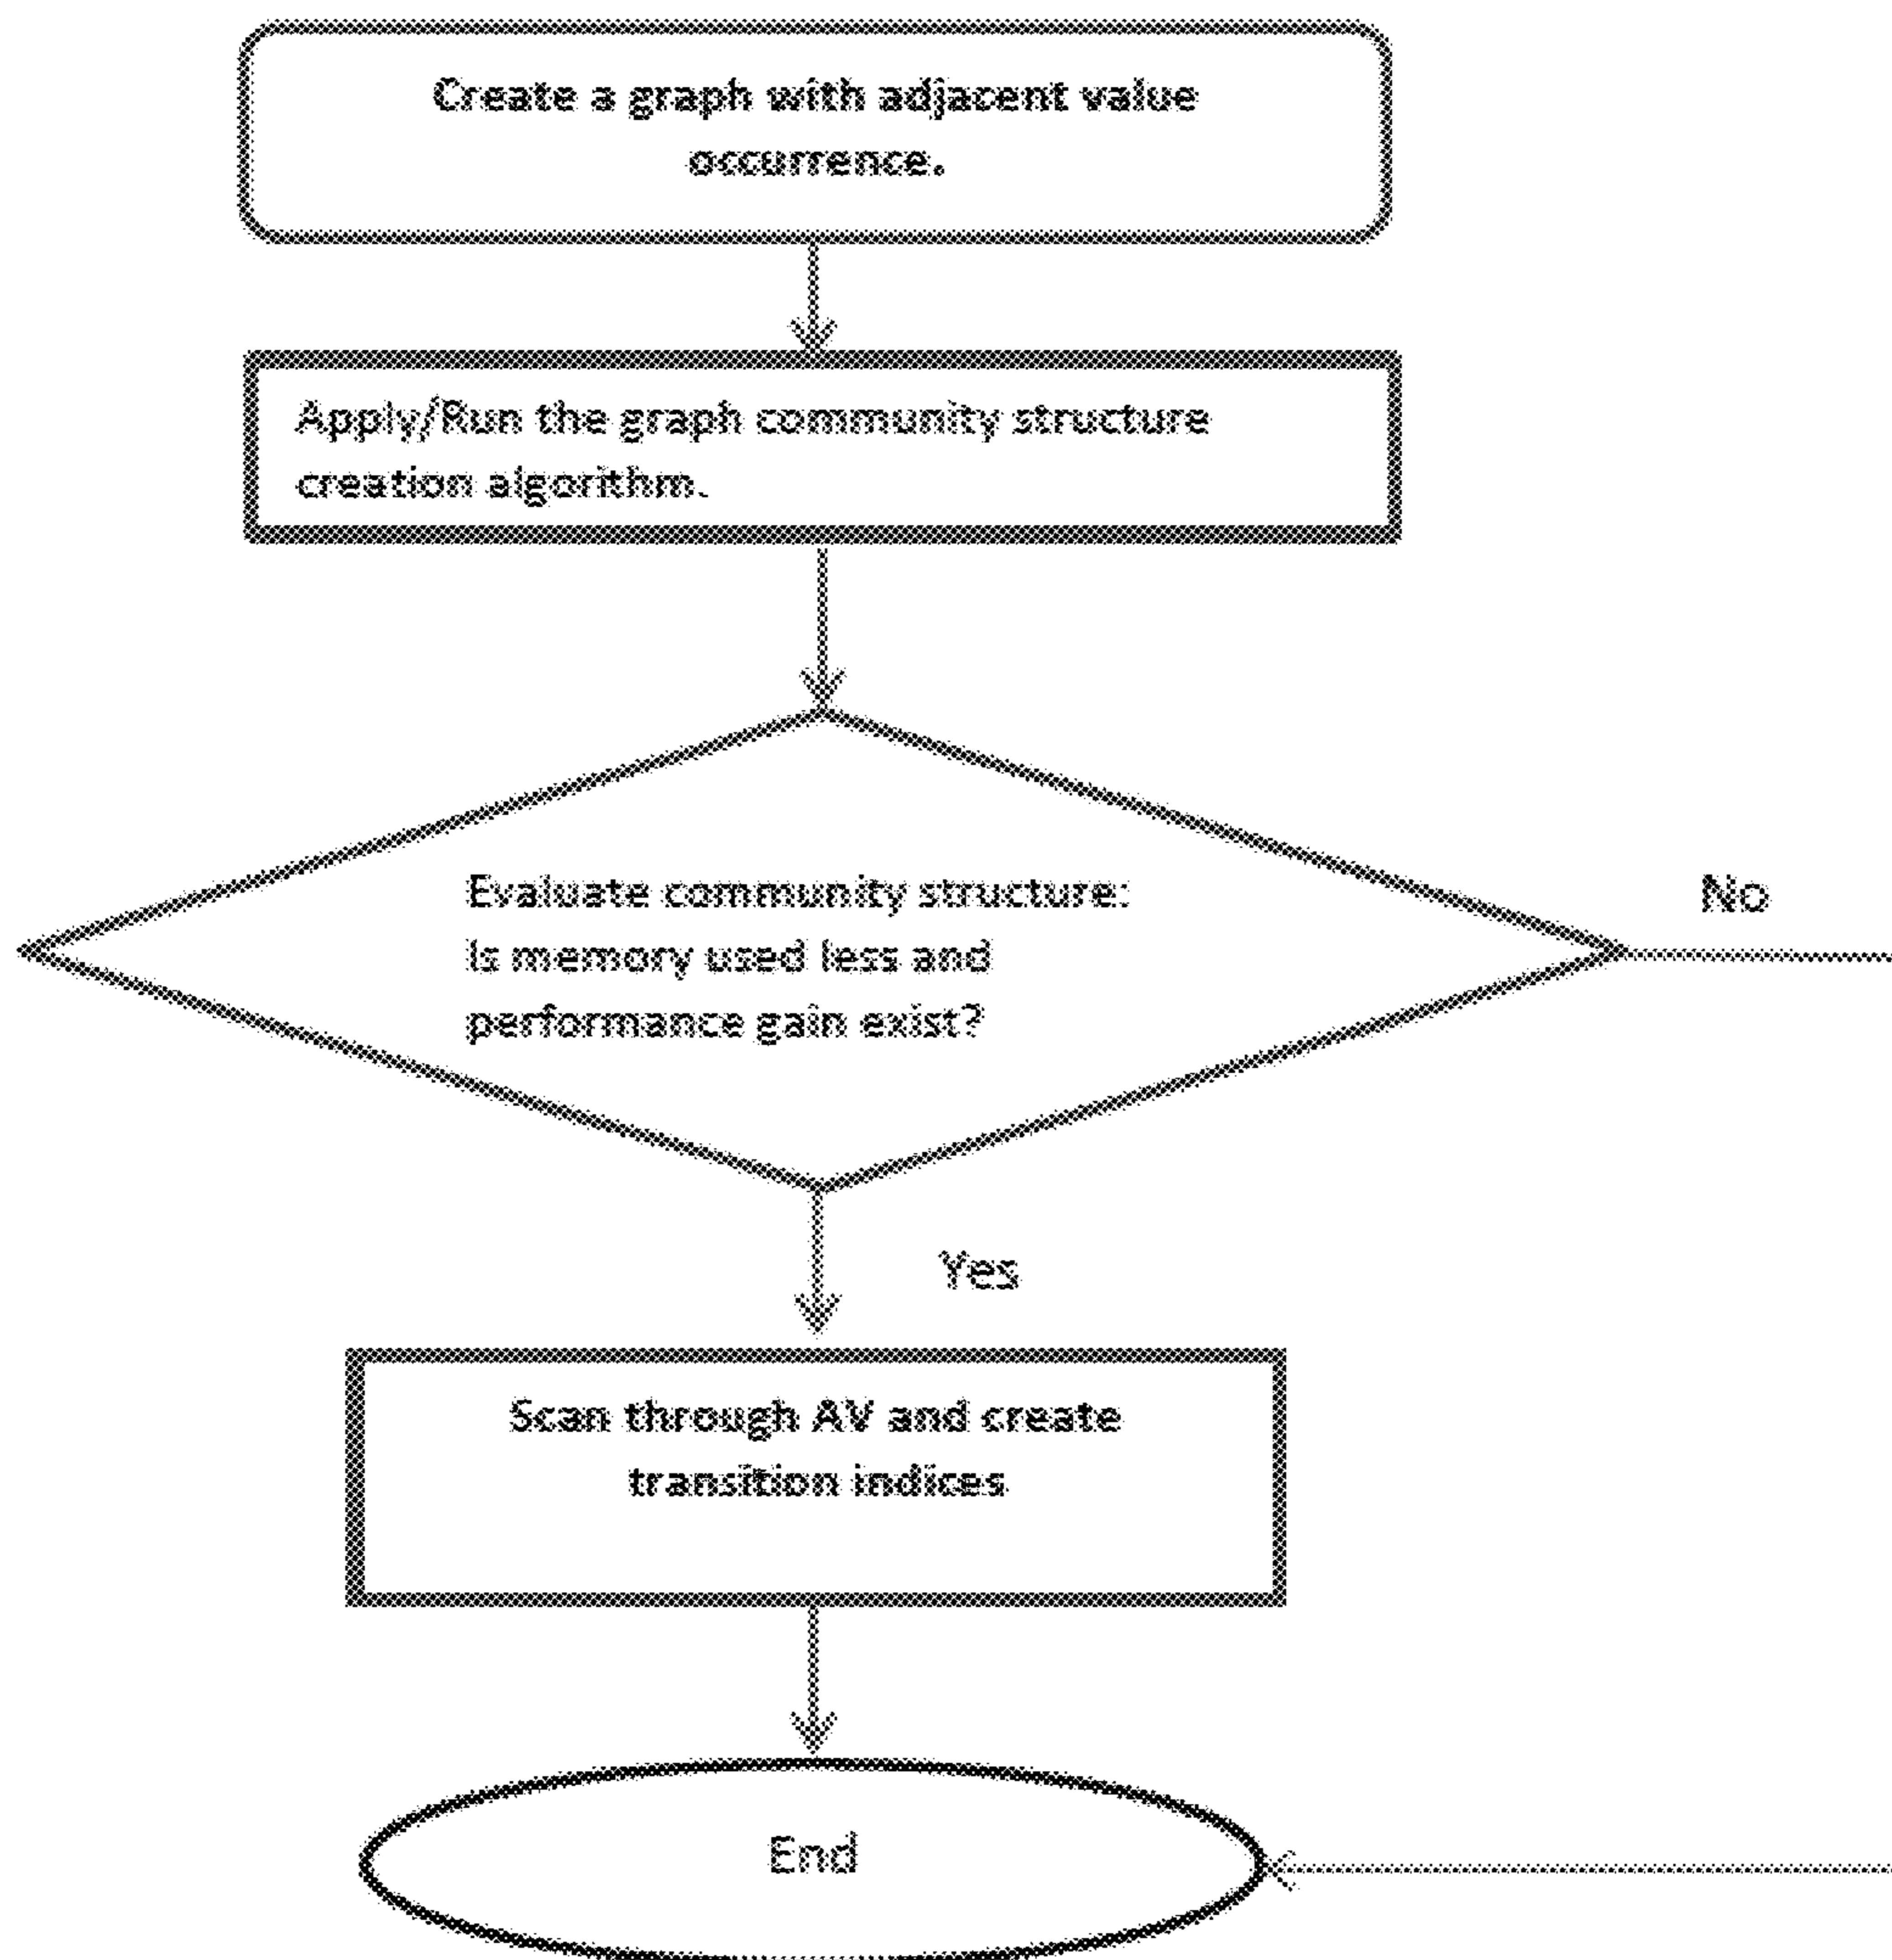 Create a graph with adjacent value
occurrence.
Apply/Run the graph community structure
creation algorithm.
Evaluate community structure:
Is memory used less and
performance gain exist?
No
Yes
Scan through AV and create
transition indices
End